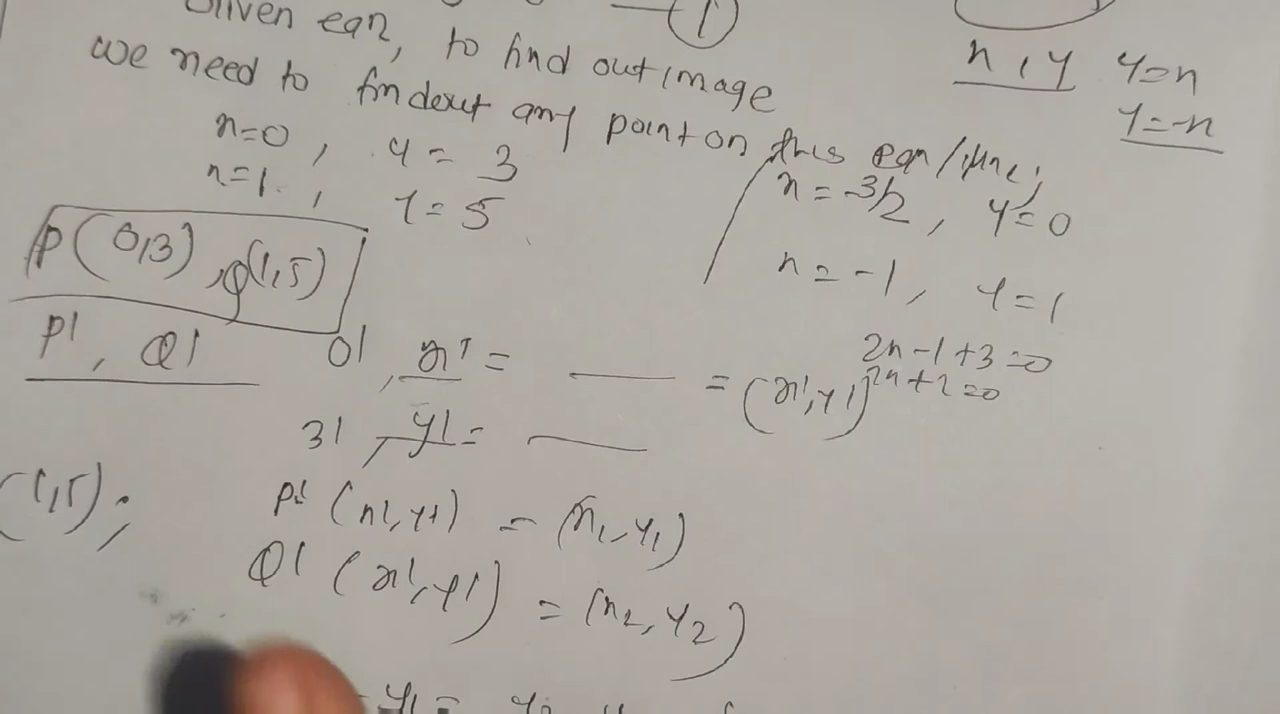 Given eqn, to find out image
we need to findout any point on this eqn/line;
1
x, y y=x
y=-x
x=0, y= 3
x=1, y= 5
x= -3/2, y=0
x= -1, y=1
2x-1+3=0
2x+2=0
P(0,3), Q(1,5)
P', Q'
0', x' = = (x', y')
3', y' =
(1,5);
P' (x', y') = (x₁, y₁)
Q' (x', y') = (x₂, y₂)